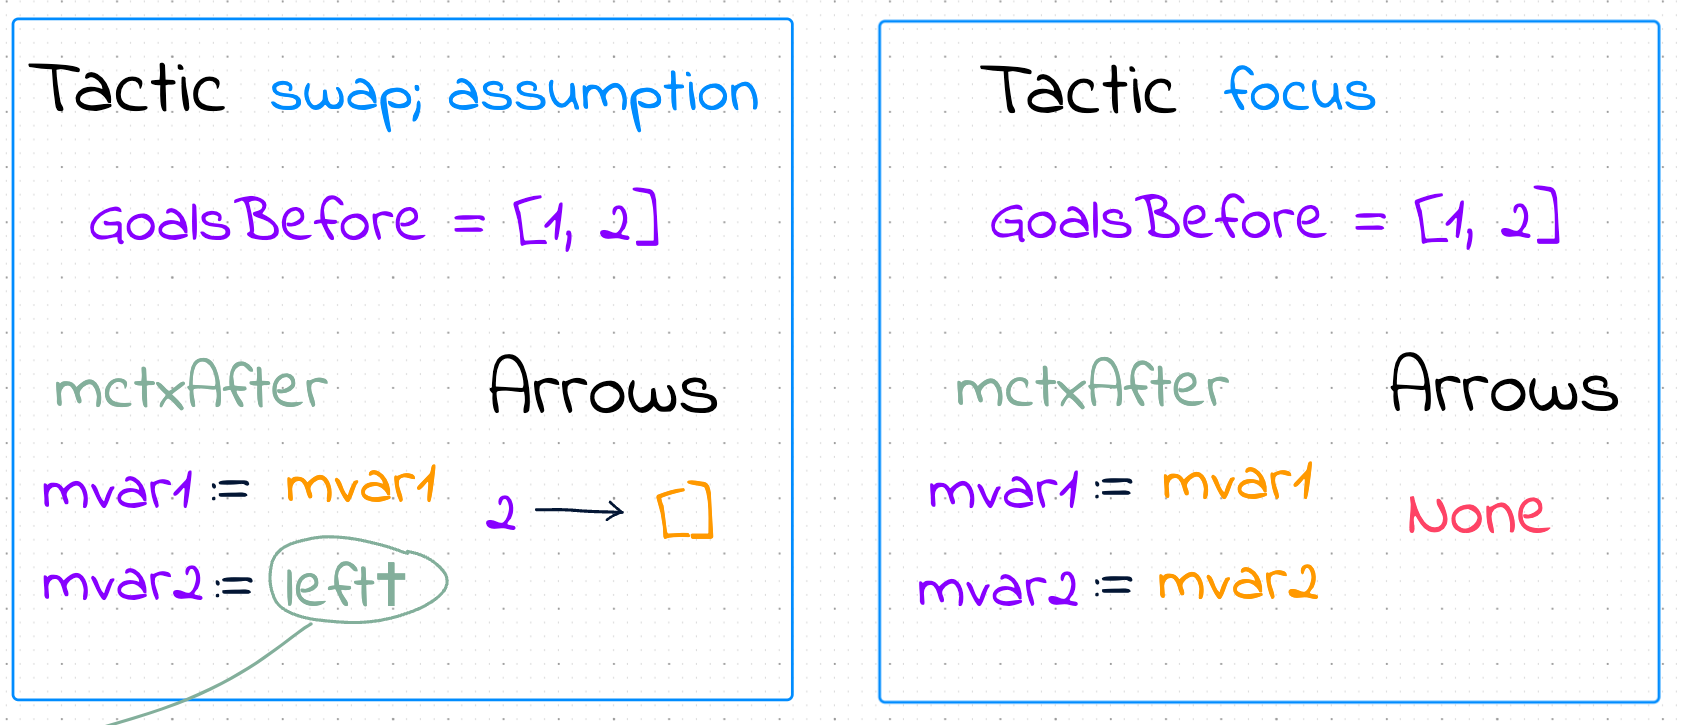 Tactic swap; assumption
GoalsBefore = [1, 2]
mctxAfter Arrows
mvar1 := mvar1
2 → []
mvar2 := left✝
Tactic focus
GoalsBefore = [1, 2]
mctxAfter Arrows
mvar1 := mvar1
None
mvar2 := mvar2